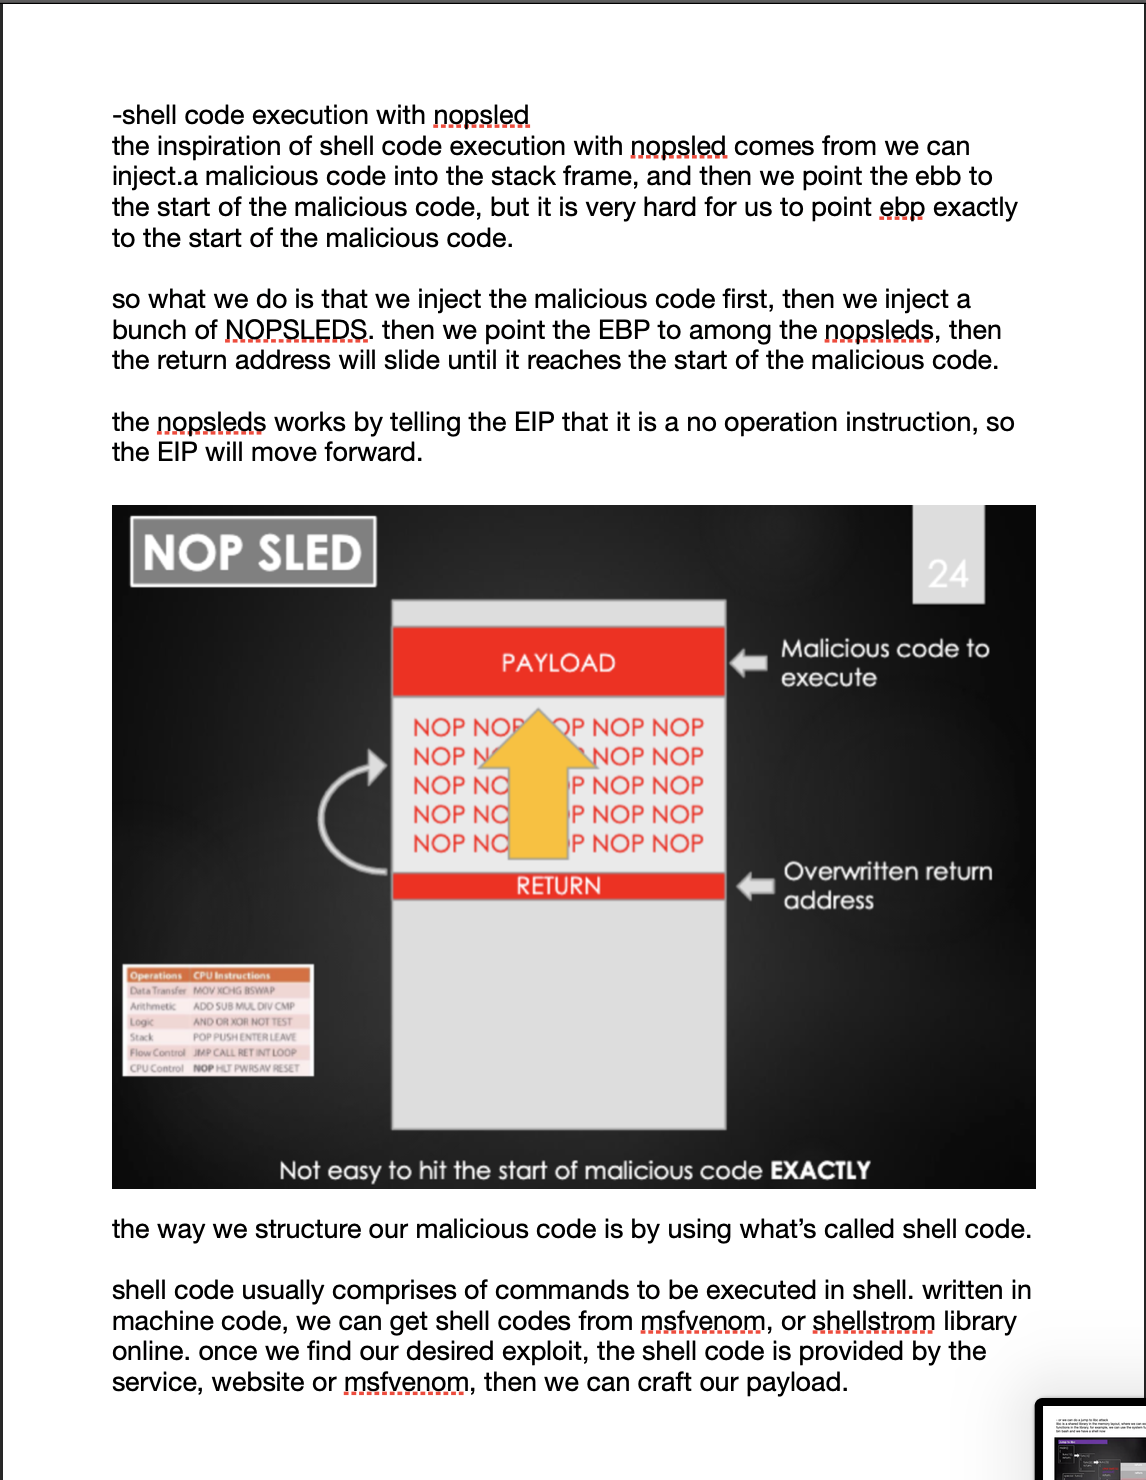 -shell code execution with nopsled
the inspiration of shell code execution with nopsled comes from we can
inject.a malicious code into the stack frame, and then we point the ebb to
the start of the malicious code, but it is very hard for us to point ebp exactly
to the start of the malicious code.
so what we do is that we inject the malicious code first, then we inject a
bunch of NOPSLEDS. then we point the EBP to among the nopsleds, then
the return address will slide until it reaches the start of the malicious code.
the nopsleds works by telling the EIP that it is a no operation instruction, so
the EIP will move forward.
NOP SLED
24
PAYLOAD
Malicious code to
execute
NOP NOP OP NOP NOP
NOP NOP NOP
NOP NO P NOP NOP
NOP NO P NOP NOP
NOP NO P NOP NOP
RETURN
Overwritten return
address
Operations CPU Instructions
Data Transfer MOV XCHG BSWAP
Arithmetic ADD SUB MUL DIV CMP
Logic AND OR XOR NOT TEST
Stack POP PUSH ENTER LEAVE
Flow Control JMP CALL RET INT LOOP
CPU Control NOP HLT PWRSAV RESET
Not easy to hit the start of malicious code EXACTLY
the way we structure our malicious code is by using what's called shell code.
shell code usually comprises of commands to be executed in shell. written in
machine code, we can get shell codes from msfvenom, or shellstrom library
online. once we find our desired exploit, the shell code is provided by the
service, website or msfvenom, then we can craft our payload.